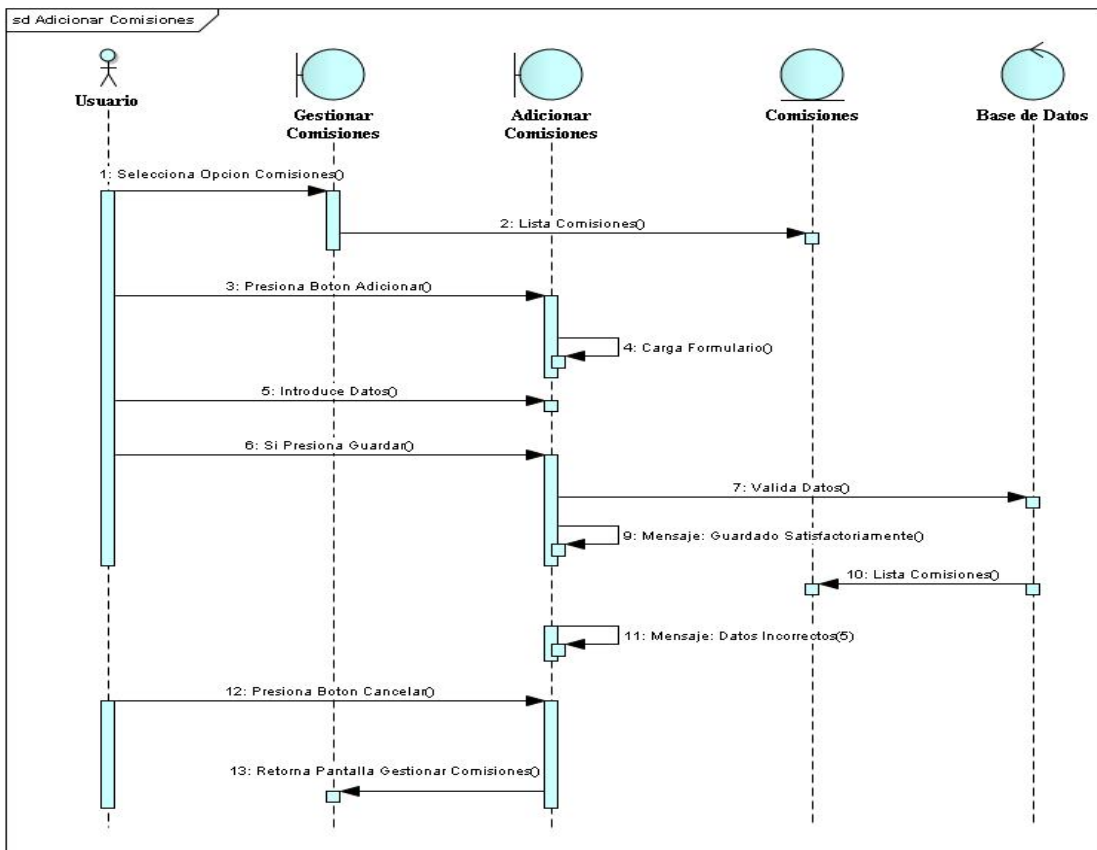 sd Adicionar Comisiones
Usuario
Gestionar
Comisiones
Adicionar
Comisiones
Comisiones
Base de Datos
1: Selecciona Opcion Comisiones()
2: Lista Comisiones()
3: Presiona Boton Adicionar()
4: Carga Formulario()
5: Introduce Datos()
6: Si Presiona Guardar()
7: Valida Datos()
9: Mensaje: Guardado Satisfactoriamente()
10: Lista Comisiones()
11: Mensaje: Datos Incorrectos(5)
12: Presiona Boton Cancelar()
13: Retorna Pantalla Gestionar Comisiones()